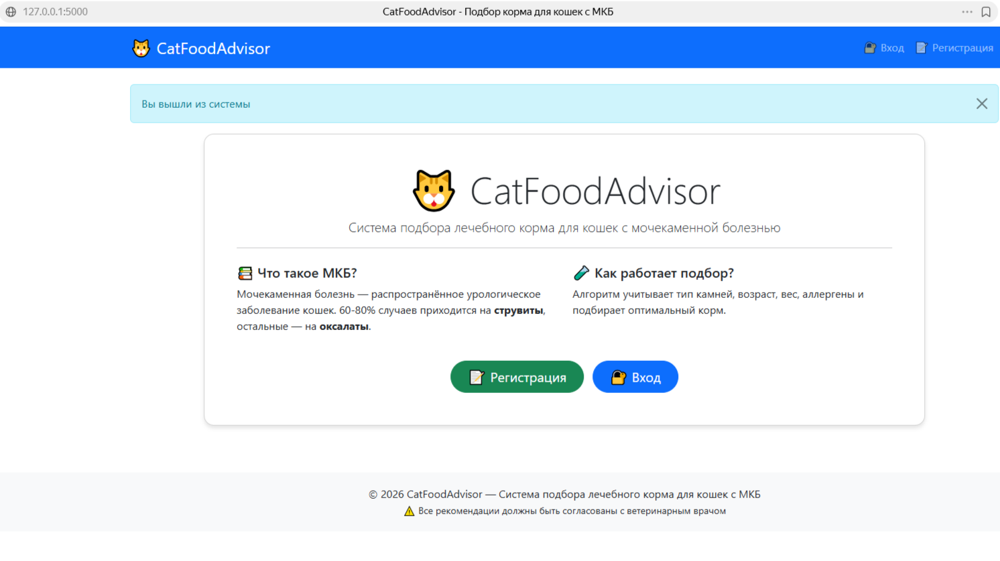 127.0.0.1:5000
CatFoodAdvisor - Подбор корма для кошек с МКБ
CatFoodAdvisor
Вход
Регистрация
Вы вышли из системы
CatFoodAdvisor
Система подбора лечебного корма для кошек с мочекаменной болезнью
Что такое МКБ?
Мочекаменная болезнь — распространённое урологическое
заболевание кошек. 60-80% случаев приходится на струвиты,
остальные — на оксалаты.
Как работает подбор?
Алгоритм учитывает тип камней, возраст, вес, аллергены и
подбирает оптимальный корм.
Регистрация
Вход
© 2026 CatFoodAdvisor — Система подбора лечебного корма для кошек с МКБ
Все рекомендации должны быть согласованы с ветеринарным врачом